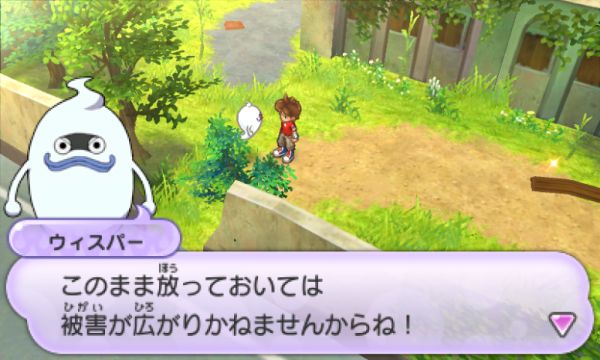 ウィスパー
このまま放っておいては
被害が広がりかねませんからね！